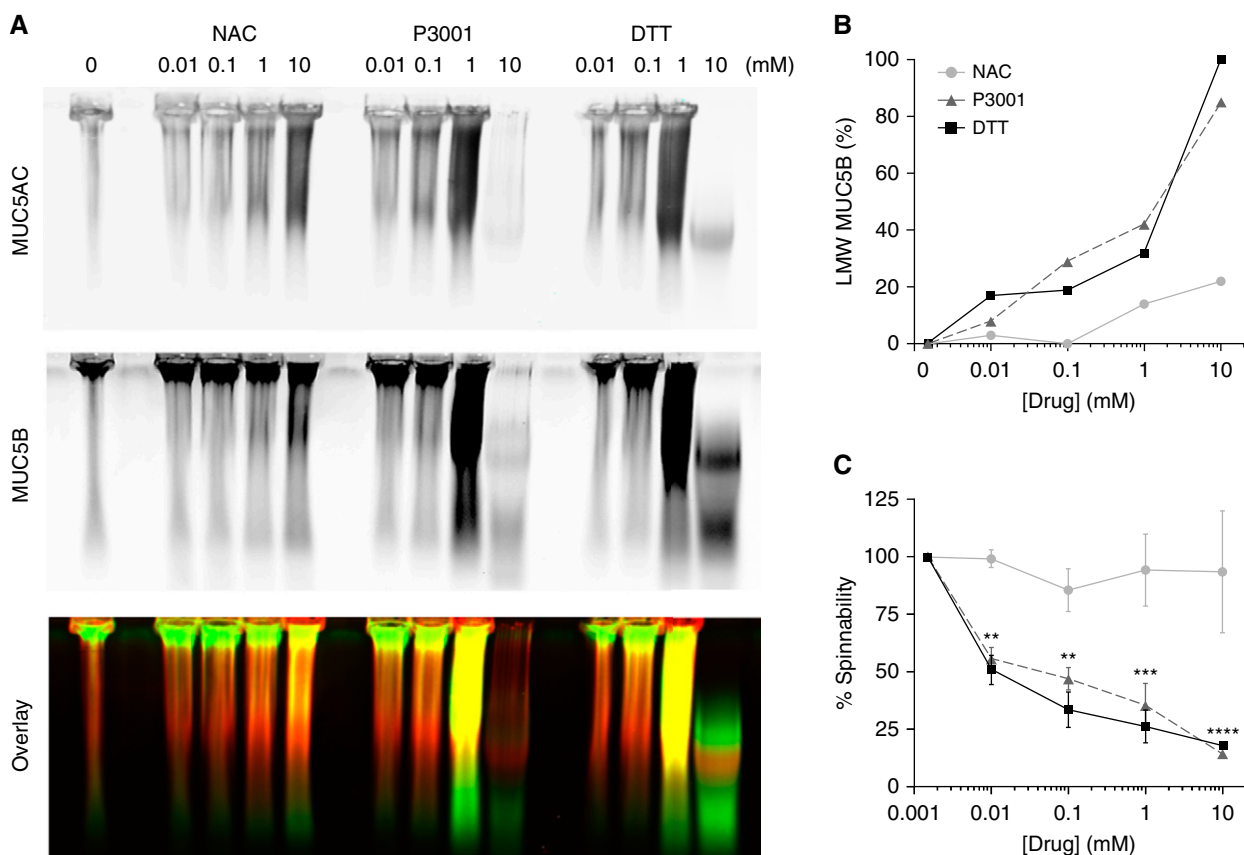 A
NAC P3001 DTT
0 0.01 0.1 1 10 0.01 0.1 1 10 0.01 0.1 1 10 (mM)
MUC5AC
MUC5B
Overlay
B
LMW MUC5B (%)
100
80
60
40
20
0
NAC
P3001
DTT
0 0.01 0.1 1 10
[Drug] (mM)
C
% Spinnability
125
100
75
50
25
0
** ** *** ****
0.001 0.01 0.1 1 10
[Drug] (mM)